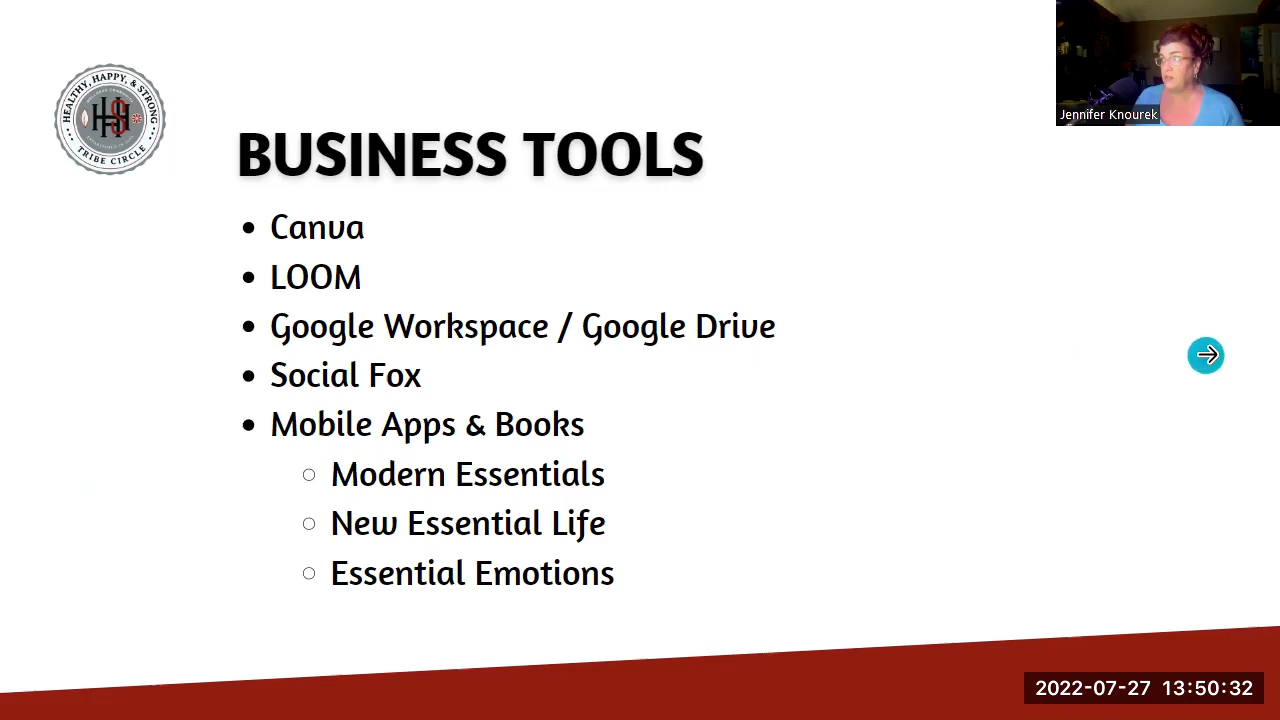 HEALTHY, HAPPY, & STRONG
HHS
TRIBE CIRCLE
Jennifer Knourek
BUSINESS TOOLS
• Canva
• LOOM
• Google Workspace / Google Drive
• Social Fox
• Mobile Apps & Books
○ Modern Essentials
○ New Essential Life
○ Essential Emotions
2022-07-27 13:50:32